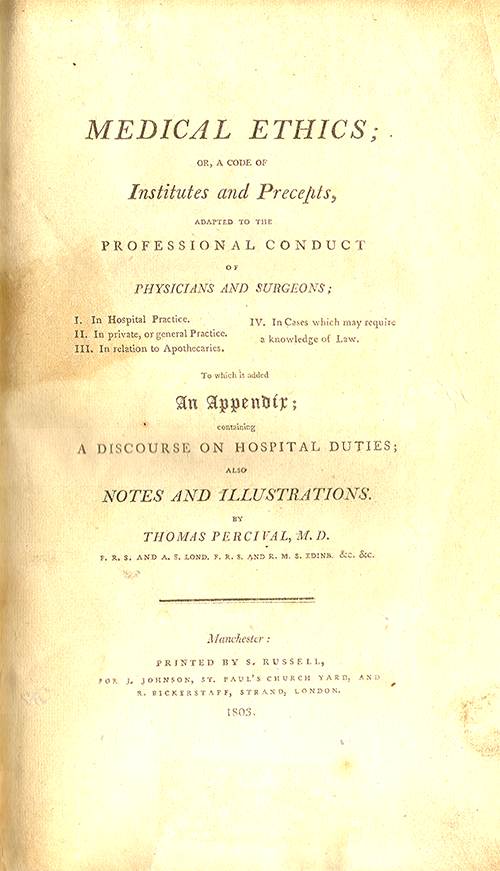 MEDICAL ETHICS;
OR, A CODE OF
Institutes and Precepts,
ADAPTED TO THE
PROFESSIONAL CONDUCT
OF
PHYSICIANS AND SURGEONS;
I. In Hospital Practice.
II. In private, or general Practice.
III. In relation to Apothecaries.
IV. In Cases which may require
a knowledge of Law.
To which is added
An Appendix;
containing
A DISCOURSE ON HOSPITAL DUTIES;
ALSO
NOTES AND ILLUSTRATIONS.
BY
THOMAS PERCIVAL, M. D.
F. R. S. AND A. S. LOND. F. R. S. AND R. M. S. EDINB. &c. &c.
Manchester:
PRINTED BY S. RUSSELL,
FOR J. JOHNSON, ST. PAUL'S CHURCH YARD, AND
R. BICKERSTAFF, STRAND, LONDON.
1803.